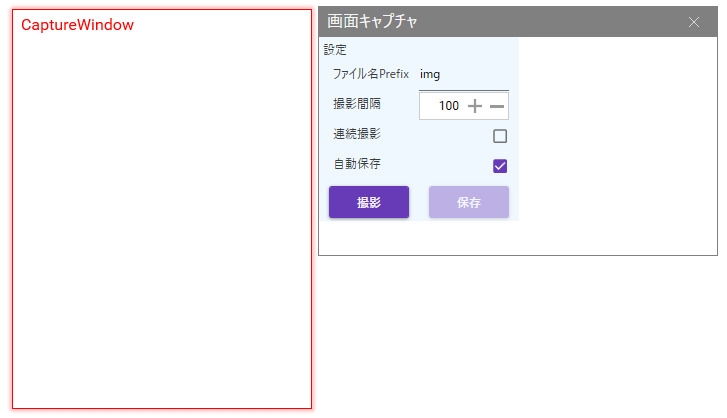 CaptureWindow
画面キャプチャ
設定
ファイル名Prefix img
撮影間隔 100
連続撮影
自動保存
撮影 保存